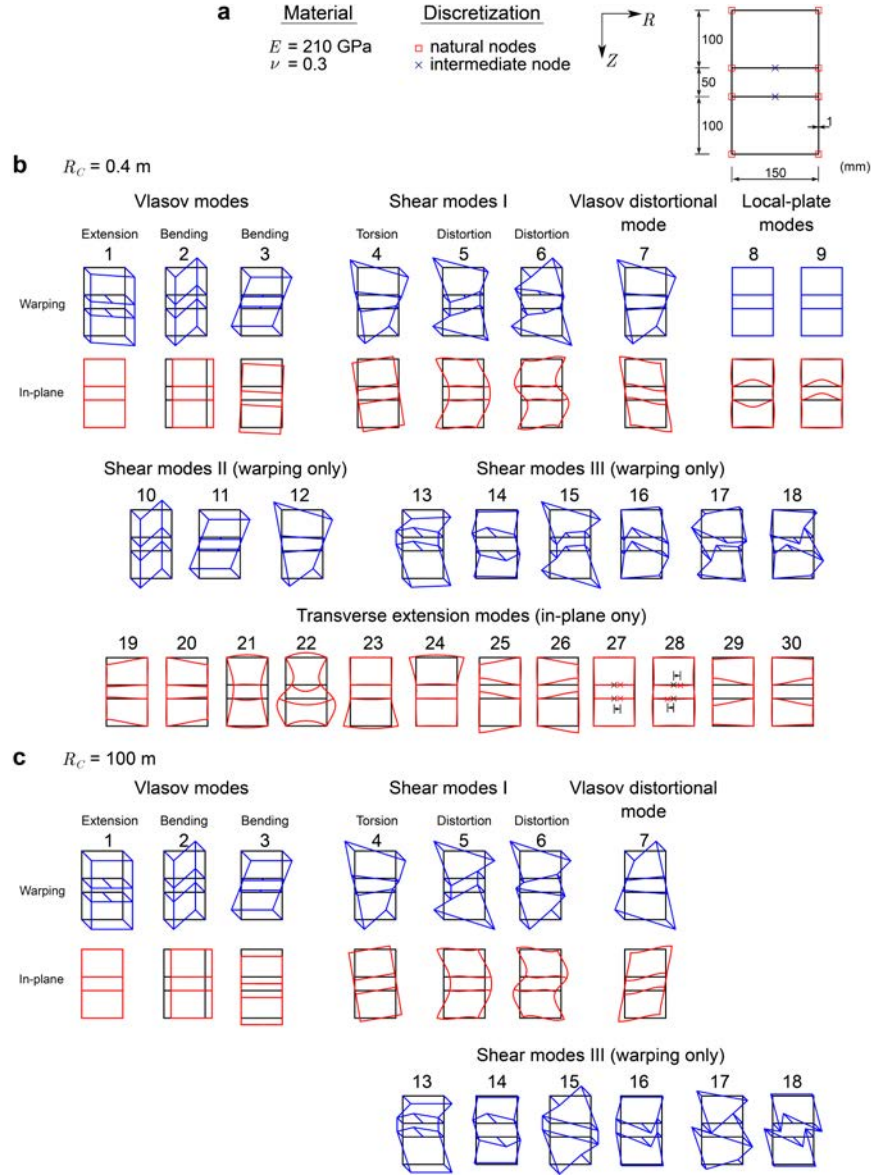 a Material Discretization
E = 210 GPa
ν = 0.3
natural nodes
intermediate node
R
Z
100
50
100
1
150
(mm)
b R_C = 0.4 m
Vlasov modes Shear modes I Vlasov distortional mode Local-plate modes
Extension Bending Bending Torsion Distortion Distortion
1 2 3 4 5 6 7 8 9
Warping
In-plane
Shear modes II (warping only) Shear modes III (warping only)
10 11 12 13 14 15 16 17 18
Transverse extension modes (in-plane ony)
19 20 21 22 23 24 25 26 27 28 29 30
c R_C = 100 m
Vlasov modes Shear modes I Vlasov distortional mode
Extension Bending Bending Torsion Distortion Distortion
1 2 3 4 5 6 7
Warping
In-plane
Shear modes III (warping only)
13 14 15 16 17 18